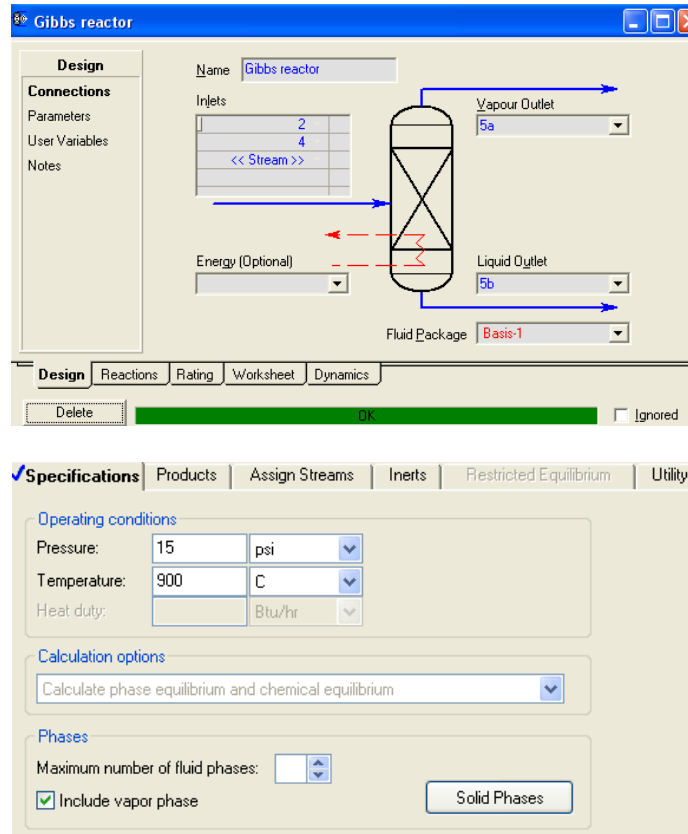 Gibbs reactor
Design
Connections
Parameters
User Variables
Notes
Name Gibbs reactor
Inlets
2
4
<< Stream >>
Vapour Outlet
5a
Energy (Optional)
Liquid Outlet
5b
Fluid Package Basis-1
Design Reactions Rating Worksheet Dynamics
Delete OK Ignored
Specifications Products Assign Streams Inerts Restricted Equilibrium Utility
Operating conditions
Pressure: 15 psi
Temperature: 900 C
Heat duty: Btu/hr
Calculation options
Calculate phase equilibrium and chemical equilibrium
Phases
Maximum number of fluid phases:
Include vapor phase Solid Phases